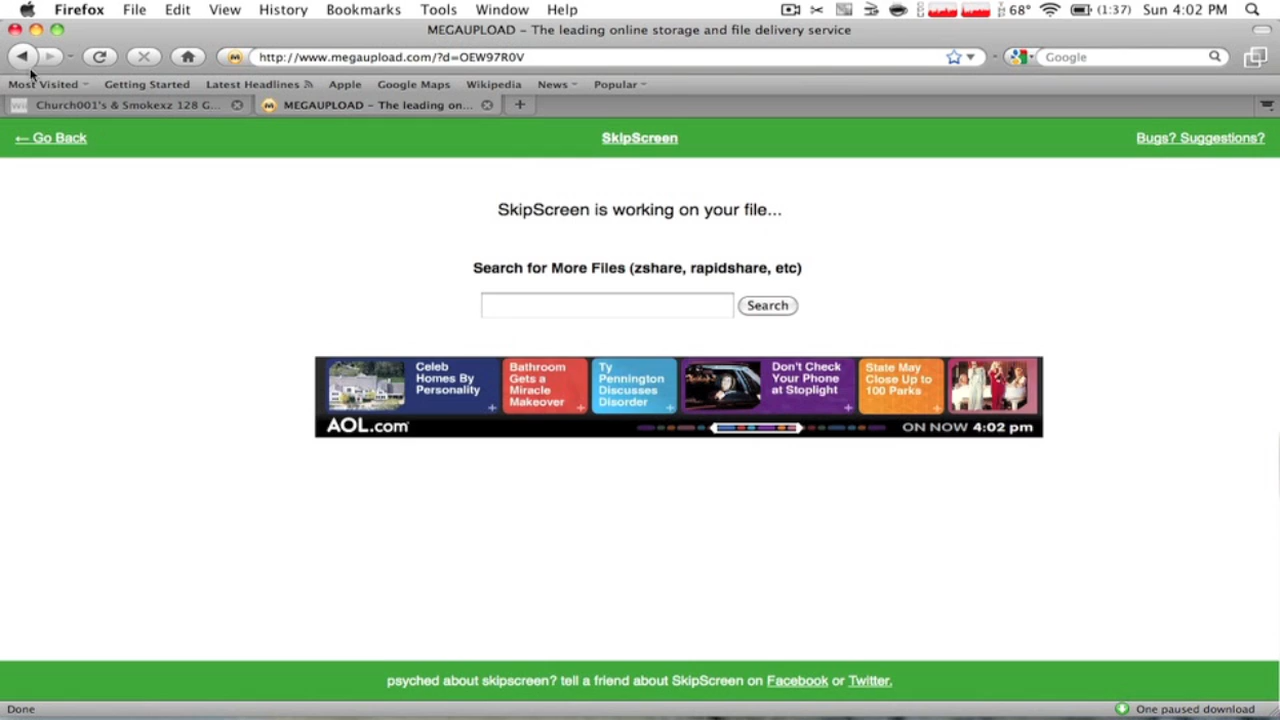 Firefox File Edit View History Bookmarks Tools Window Help 68° (1:37) Sun 4:02 PM
MEGAUPLOAD – The leading online storage and file delivery service
http://www.megaupload.com/?d=OEW97R0V Google
Most Visited Getting Started Latest Headlines Apple Google Maps Wikipedia News Popular
Church001's & Smokexz 128 G... MEGAUPLOAD – The leading on...
← Go Back SkipScreen Bugs? Suggestions?
SkipScreen is working on your file...
Search for More Files (zshare, rapidshare, etc)
Search
Celeb
Homes By
Personality
Bathroom
Gets a
Miracle
Makeover
Ty
Pennington
Discusses
Disorder
Don't Check
Your Phone
at Stoplight
State May
Close Up to
100 Parks
AOL.com ON NOW 4:02 pm
psyched about skipscreen? tell a friend about SkipScreen on Facebook or Twitter.
Done One paused download